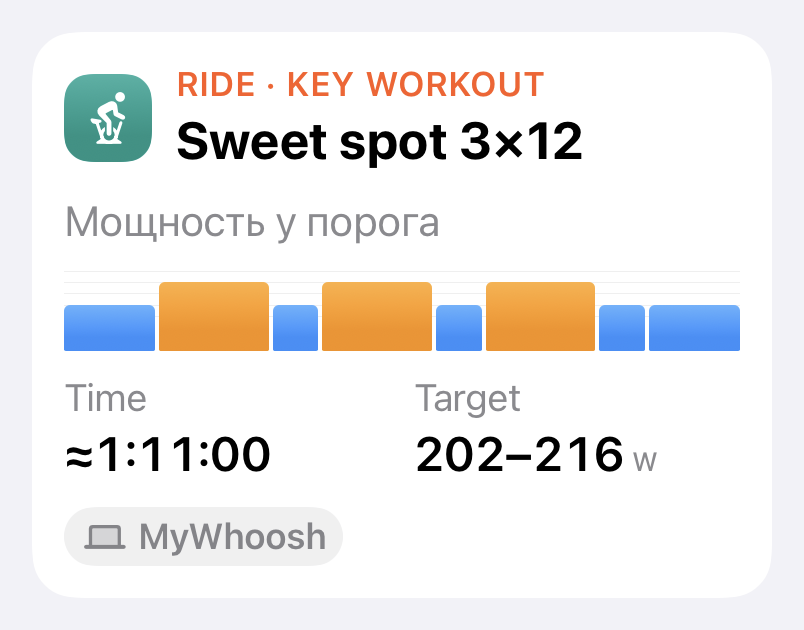 RIDE · KEY WORKOUT
Sweet spot 3×12
Мощность у порога
Time
Target
≈1:11:00
202–216 w
MyWhoosh